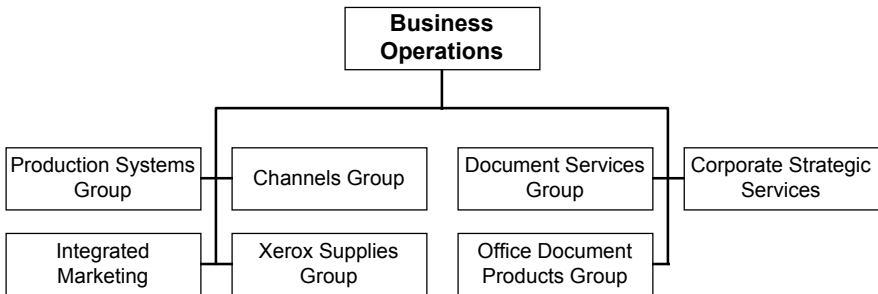 Business
Operations
Production Systems
Group
Channels Group
Document Services
Group
Corporate Strategic
Services
Integrated
Marketing
Xerox Supplies
Group
Office Document
Products Group